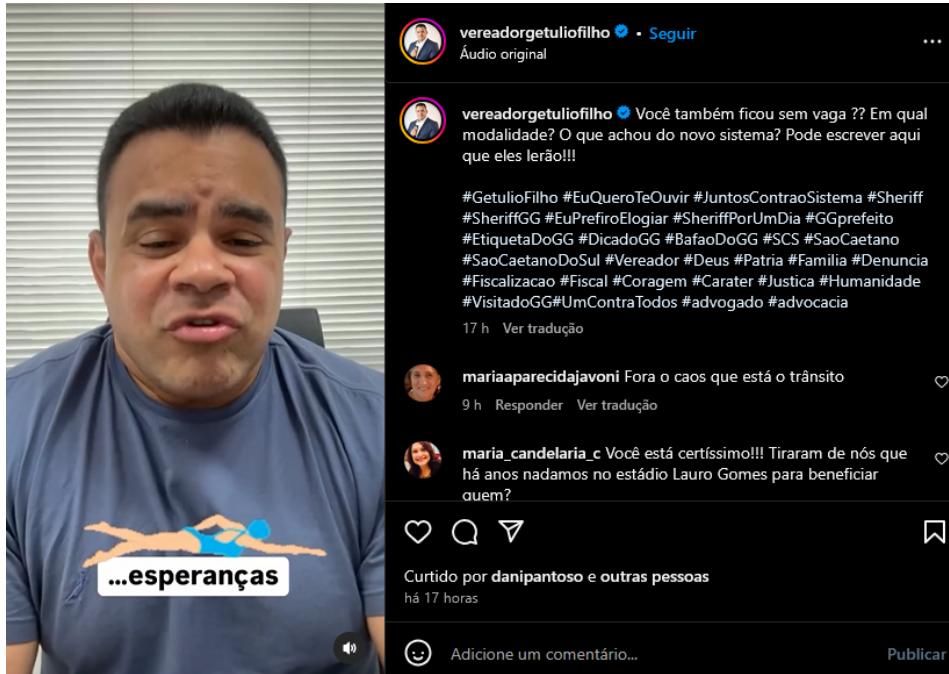 vereadorgetuliofilho • Seguir
Áudio original
vereadorgetuliofilho Você também ficou sem vaga ?? Em qual
modalidade? O que achou do novo sistema? Pode escrever aqui
que eles lerão!!!
#GetulioFilho #EuQueroTeOuvir #JuntosContraoSistema #Sheriff
#SheriffGG #EuPrefiroElogiar #SheriffPorUmDia #GGprefeito
#EtiquetaDoGG #DicadoGG #BafaoDoGG #SCS #SaoCaetano
#SaoCaetanoDoSul #Vereador #Deus #Patria #Familia #Denuncia
#Fiscalizacao #Fiscal #Coragem #Carater #Justica #Humanidade
#VisitadoGG#UmContraTodos #advogado #advocacia
17 h Ver tradução
mariaaparecidajavoni Fora o caos que está o trânsito
9 h Responder Ver tradução
maria_candelaria_c Você está certíssimo!!! Tiraram de nós que
há anos nadamos no estádio Lauro Gomes para beneficiar
quem?
...esperanças
Curtido por danipantoso e outras pessoas
há 17 horas
Adicione um comentário...
Publicar